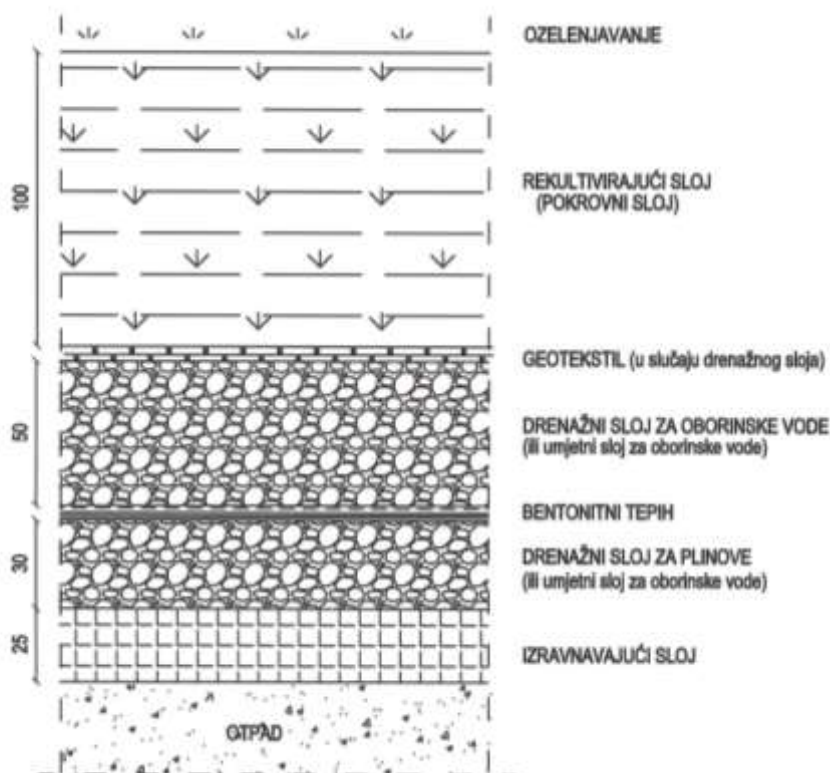 OZELENJAVANJE
100
REKULTIVIRAJUĆI SLOJ
(POKROVNI SLOJ)
GEOTEKSTIL (u slučaju drenažnog sloja)
50
DRENAŽNI SLOJ ZA OBORINSKE VODE
(ili umjetni sloj za oborinske vode)
BENTONITNI TEPIH
30
DRENAŽNI SLOJ ZA PLINOVE
(ili umjetni sloj za oborinske vode)
25
IZRAVNAVAJUĆI SLOJ
OTPAD